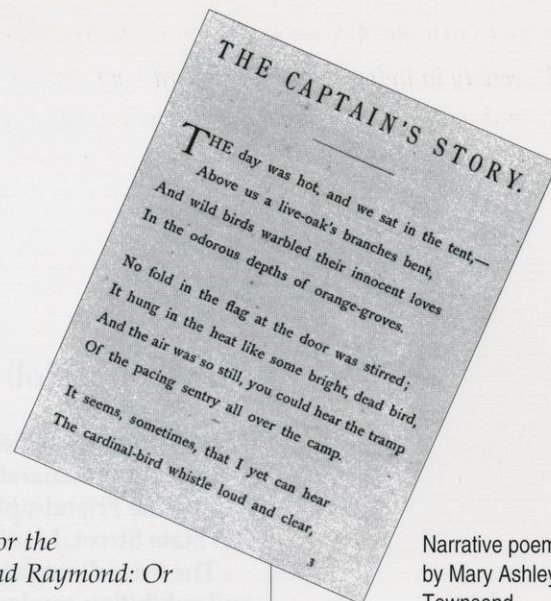 THE CAPTAIN'S STORY.
THE day was hot, and we sat in the tent,—
Above us a live-oak's branches bent,
And wild birds warbled their innocent loves
In the odorous depths of orange-groves.
No fold in the flag at the door was stirred;
It hung in the heat like some bright, dead bird,
And the air was so still, you could hear the tramp
Of the pacing sentry all over the camp.
It seems, sometimes, that I yet can hear
The cardinal-bird whistle loud and clear,
3
or the
nd Raymond: Or
Narrative poem
by Mary Ashley
Townsend